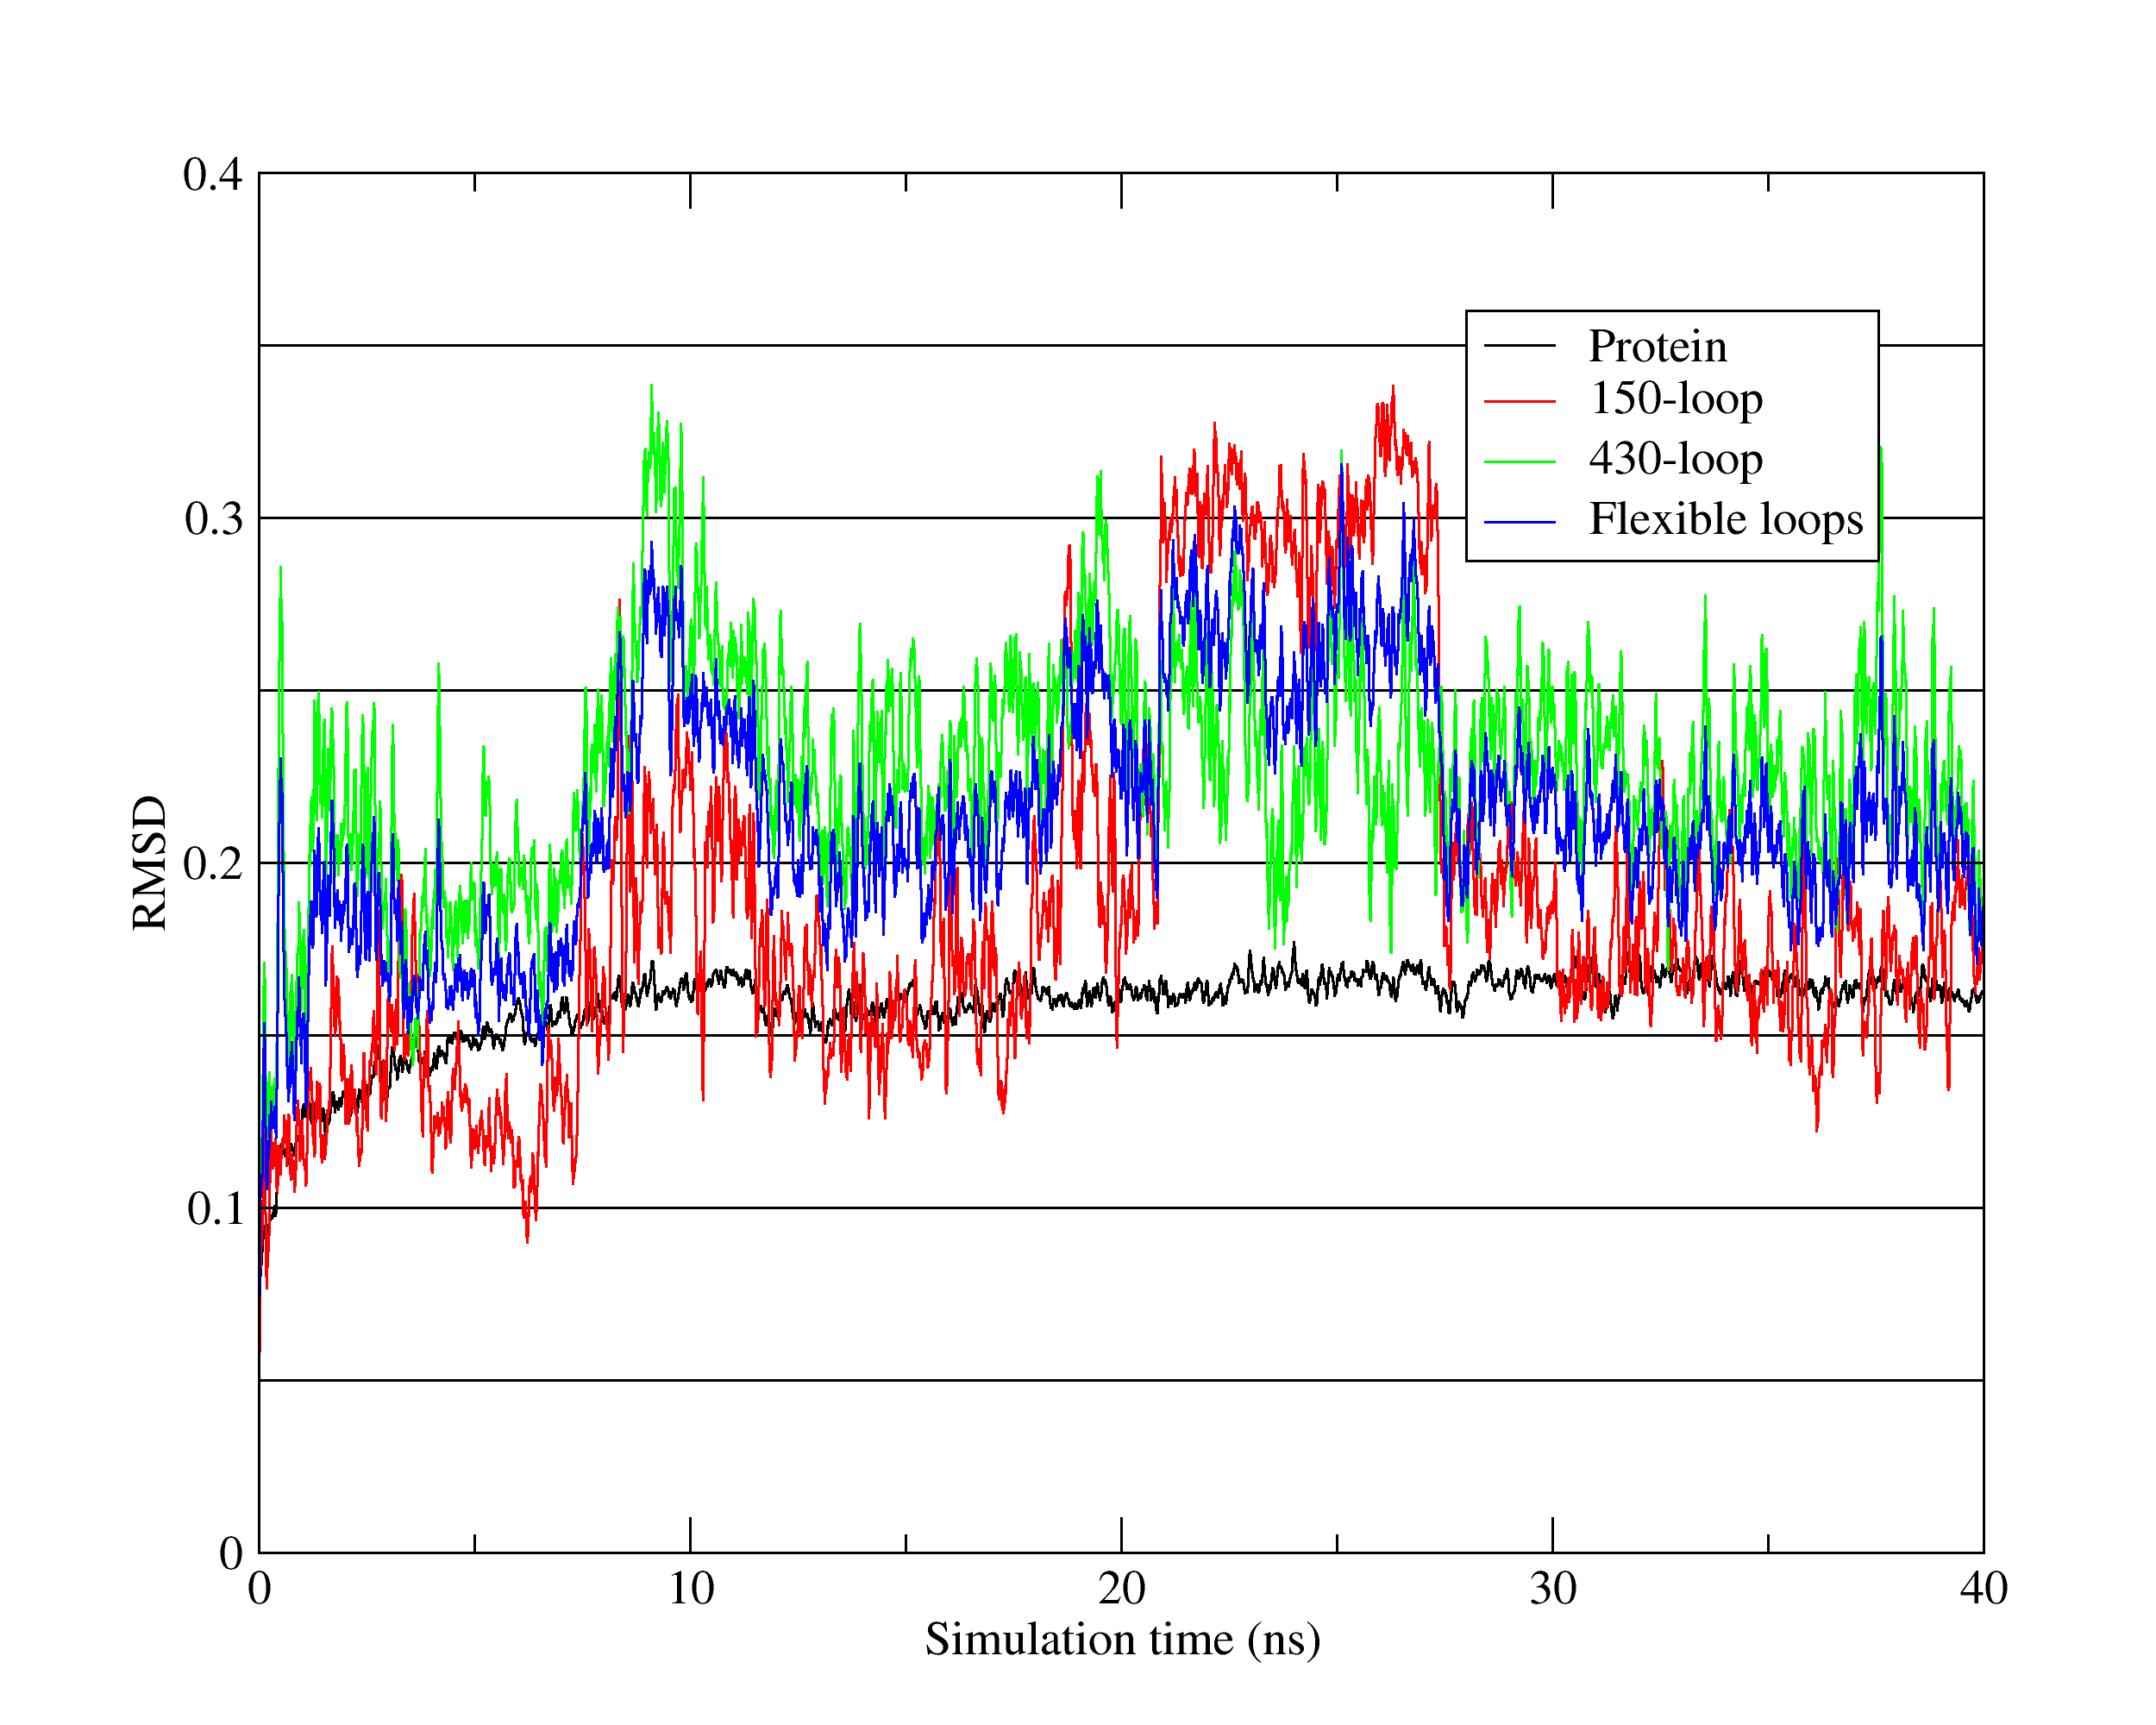 0.4
0.3
0.2
0.1
0
RMSD
Protein
150-loop
430-loop
Flexible loops
0 10 20 30 40
Simulation time (ns)